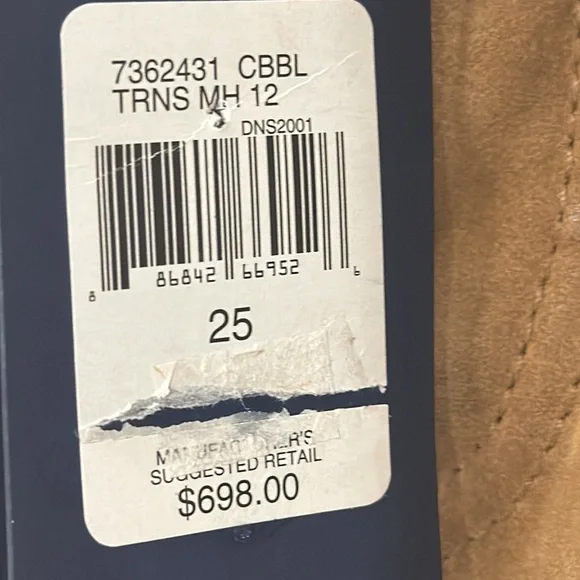 7362431 CBBL
TRNS MH 12
DNS2001
8 86842 66952 6
25
MANUFACTURER'S
SUGGESTED RETAIL
$698.00